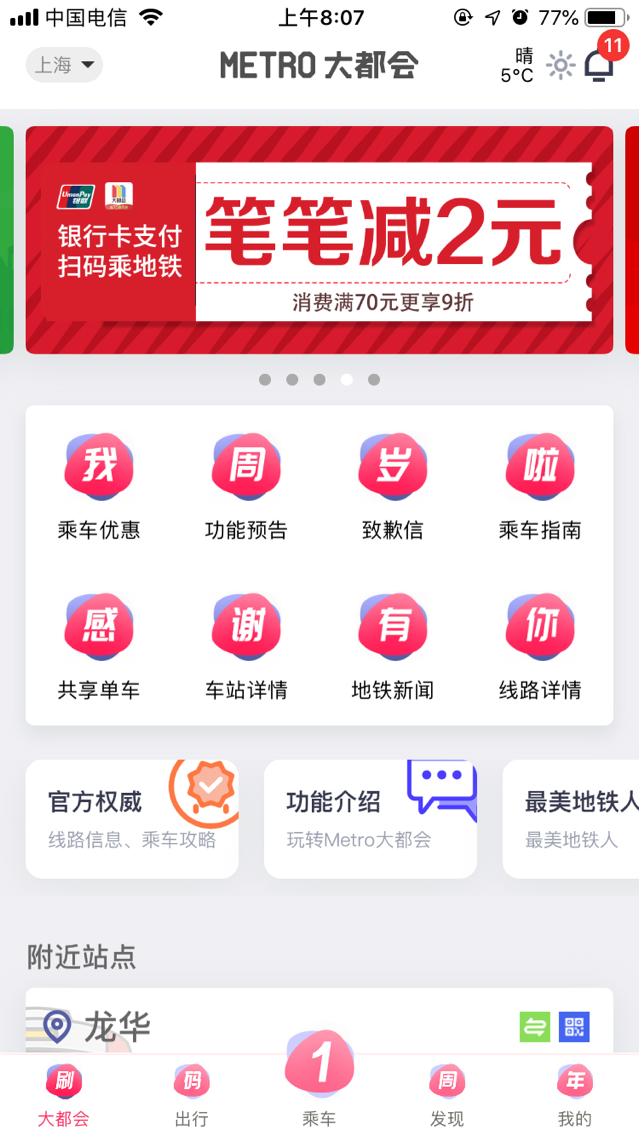 中国电信
上午8:07
77%
上海
METRO 大都会
晴
5°C
11
UnionPay
银联
大都会
银行卡支付
扫码乘地铁
笔笔减2元
消费满70元更享9折
我 周 岁 啦
乘车优惠 功能预告 致歉信 乘车指南
感 谢 有 你
共享单车 车站详情 地铁新闻 线路详情
官方权威
线路信息、乘车攻略
功能介绍
玩转Metro大都会
最美地铁人
最美地铁人
附近站点
龙华
刷 码 1 周 年
大都会 出行 乘车 发现 我的